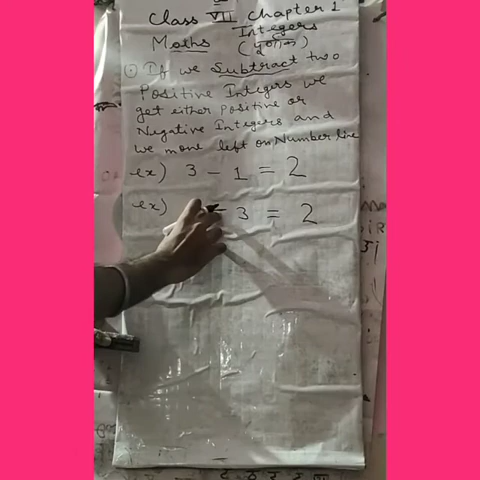 Class VII Chapter 1
Integers
Maths (पूर्णांक)
If we Subtract two
Positive Integers we
get either Positive or
Negative Integers and
we move left on Number line
ex) 3 - 1 = 2
ex) - 3 = 2